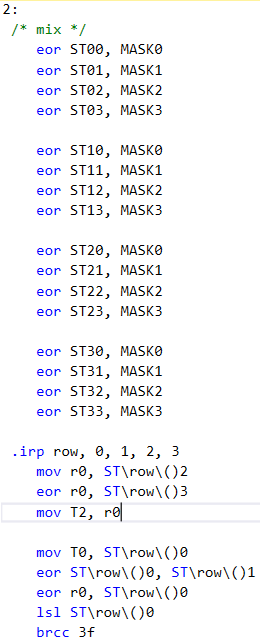 2:
/* mix */
eor ST00, MASK0
eor ST01, MASK1
eor ST02, MASK2
eor ST03, MASK3
eor ST10, MASK0
eor ST11, MASK1
eor ST12, MASK2
eor ST13, MASK3
eor ST20, MASK0
eor ST21, MASK1
eor ST22, MASK2
eor ST23, MASK3
eor ST30, MASK0
eor ST31, MASK1
eor ST32, MASK2
eor ST33, MASK3
.irp row, 0, 1, 2, 3
mov r0, ST\row\()2
eor r0, ST\row\()3
mov T2, r0
mov T0, ST\row\()0
eor ST\row\()0, ST\row\()1
eor r0, ST\row\()0
lsl ST\row\()0
brcc 3f